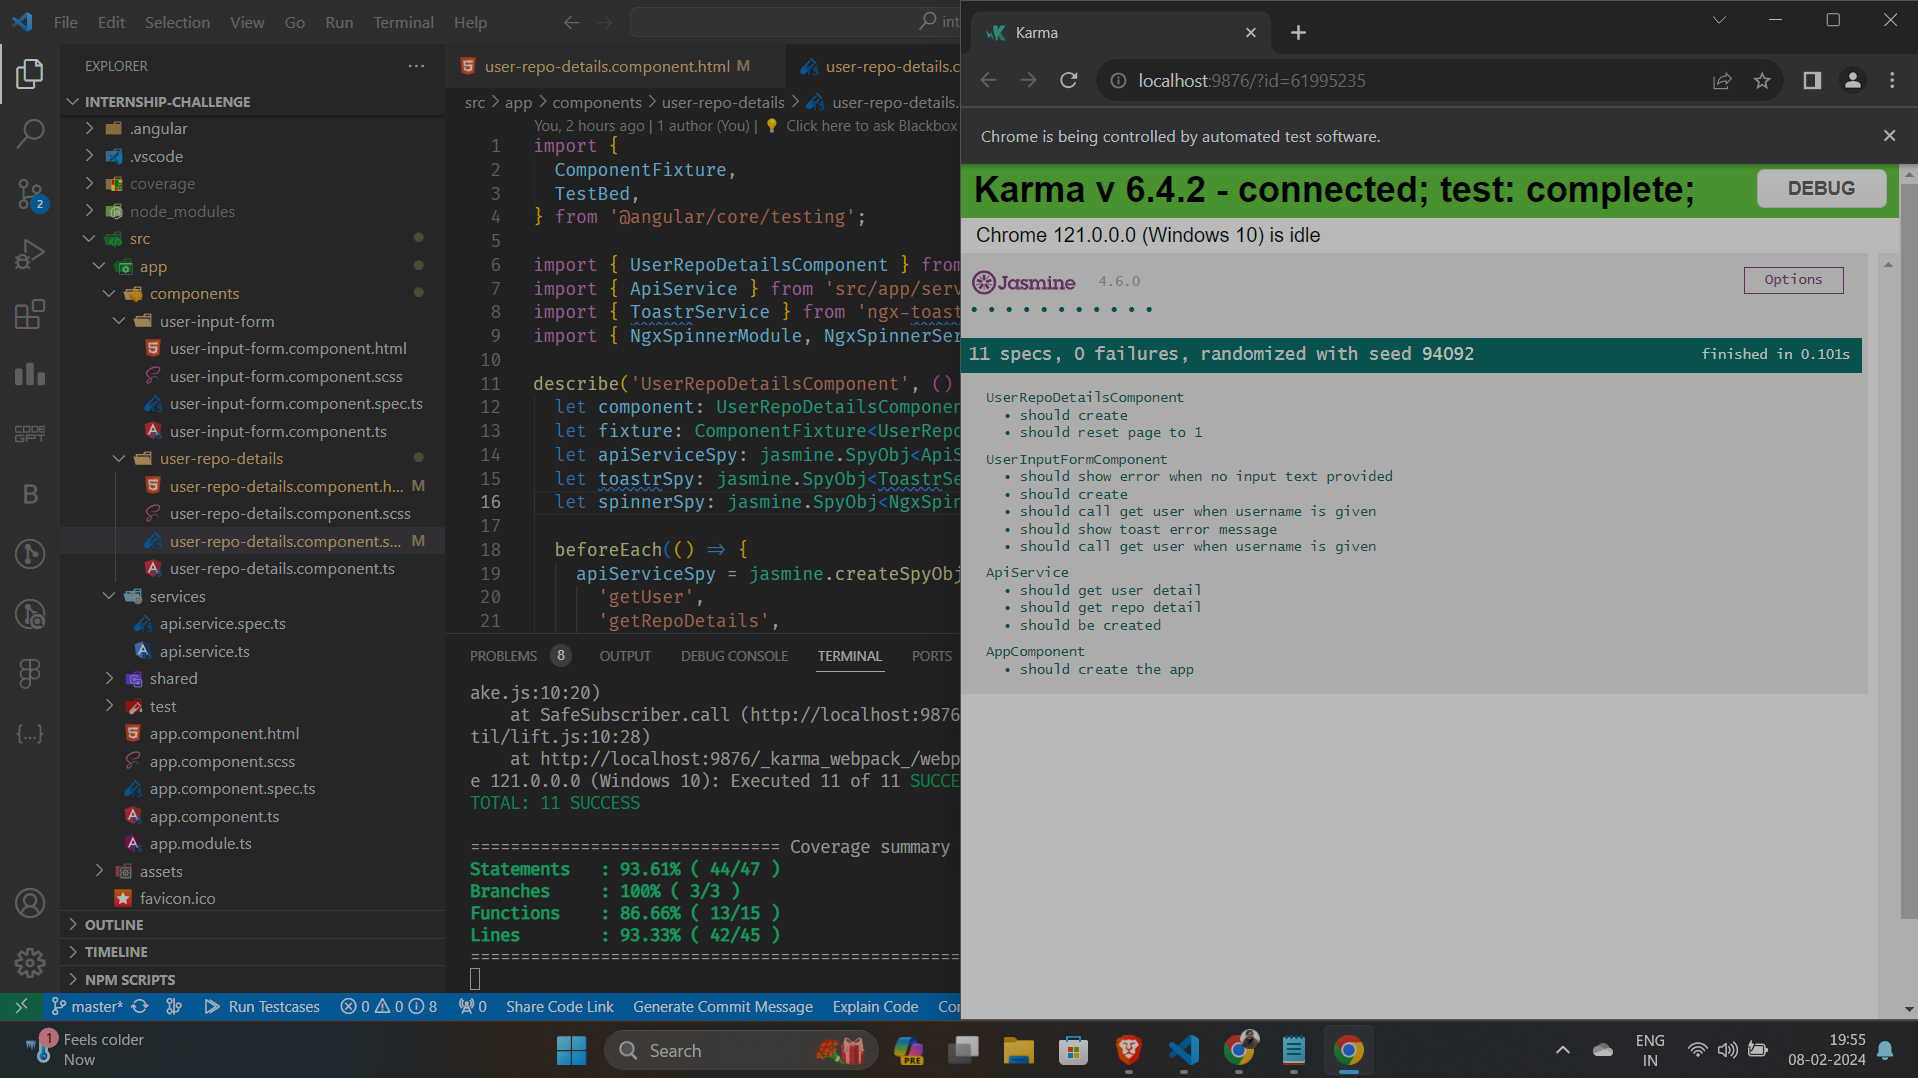 File Edit Selection View Go Run Terminal Help
EXPLORER
INTERNSHIP-CHALLENGE
.angular
.vscode
coverage
node_modules
src
app
components
user-input-form
user-input-form.component.html
user-input-form.component.scss
user-input-form.component.spec.ts
user-input-form.component.ts
user-repo-details
user-repo-details.component.h... M
user-repo-details.component.scss
user-repo-details.component.s... M
user-repo-details.component.ts
services
api.service.spec.ts
api.service.ts
shared
test
app.component.html
app.component.scss
app.component.spec.ts
app.component.ts
app.module.ts
assets
favicon.ico
OUTLINE
TIMELINE
NPM SCRIPTS
2
CODE
GPT
B
user-repo-details.component.html M
user-repo-details.c
src > app > components > user-repo-details > user-repo-details.
You, 2 hours ago | 1 author (You) | Click here to ask Blackbox
1 import {
2 ComponentFixture,
3 TestBed,
4 } from '@angular/core/testing';
5
6 import { UserRepoDetailsComponent } from
7 import { ApiService } from 'src/app/serv
8 import { ToastrService } from 'ngx-toast
9 import { NgxSpinnerModule, NgxSpinnerSer
10
11 describe('UserRepoDetailsComponent', ()
12 let component: UserRepoDetailsComponen
13 let fixture: ComponentFixture<UserRepo
14 let apiServiceSpy: jasmine.SpyObj<ApiS
15 let toastrSpy: jasmine.SpyObj<ToastrSe
16 let spinnerSpy: jasmine.SpyObj<NgxSpin
17
18 beforeEach(() => {
19 apiServiceSpy = jasmine.createSpyObj
20 'getUser',
21 'getRepoDetails',
PROBLEMS 8 OUTPUT DEBUG CONSOLE TERMINAL PORTS
ake.js:10:20)
at SafeSubscriber.call (http://localhost:9876
til/lift.js:10:28)
at http://localhost:9876/_karma_webpack_/webp
e 121.0.0.0 (Windows 10): Executed 11 of 11 SUCCE
TOTAL: 11 SUCCESS
=============================== Coverage summary
Statements : 93.61% ( 44/47 )
Branches : 100% ( 3/3 )
Functions : 86.66% ( 13/15 )
Lines : 93.33% ( 42/45 )
master* Run Testcases 0 0 8 0 Share Code Link Generate Commit Message Explain Code Co
Karma
localhost:9876/?id=61995235
Chrome is being controlled by automated test software.
Karma v 6.4.2 - connected; test: complete;
DEBUG
Chrome 121.0.0.0 (Windows 10) is idle
Jasmine 4.6.0
Options
• • • • • • • • • • •
11 specs, 0 failures, randomized with seed 94092
finished in 0.101s
UserRepoDetailsComponent
• should create
• should reset page to 1
UserInputFormComponent
• should show error when no input text provided
• should create
• should call get user when username is given
• should show toast error message
• should call get user when username is given
ApiService
• should get user detail
• should get repo detail
• should be created
AppComponent
• should create the app
1
Feels colder
Now
Search
PRE
ENG
IN
19:55
08-02-2024